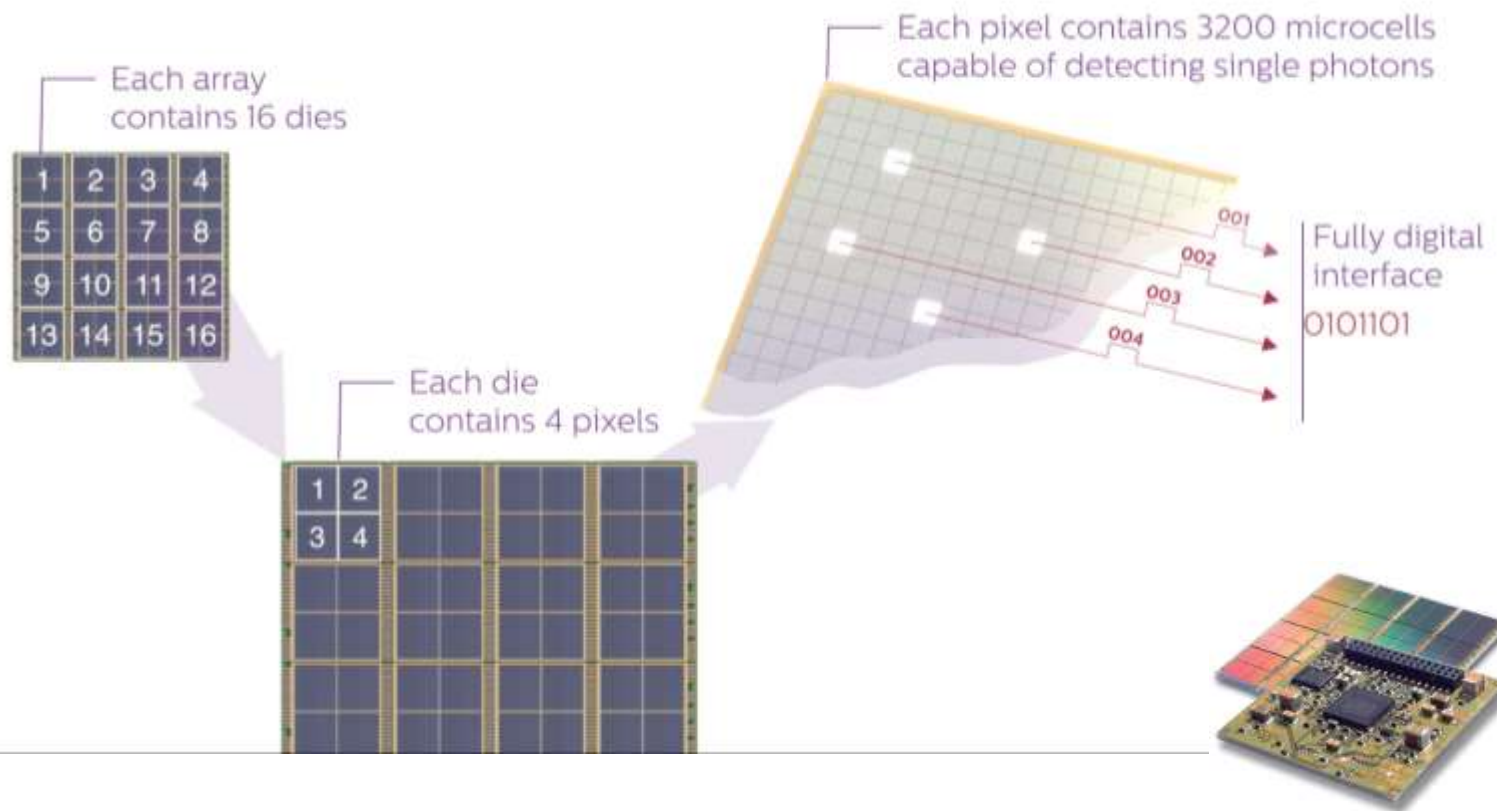 Each array
contains 16 dies
1 2 3 4
5 6 7 8
9 10 11 12
13 14 15 16
Each die
contains 4 pixels
1 2
3 4
Each pixel contains 3200 microcells
capable of detecting single photons
001
002
003
004
Fully digital
interface
0101101